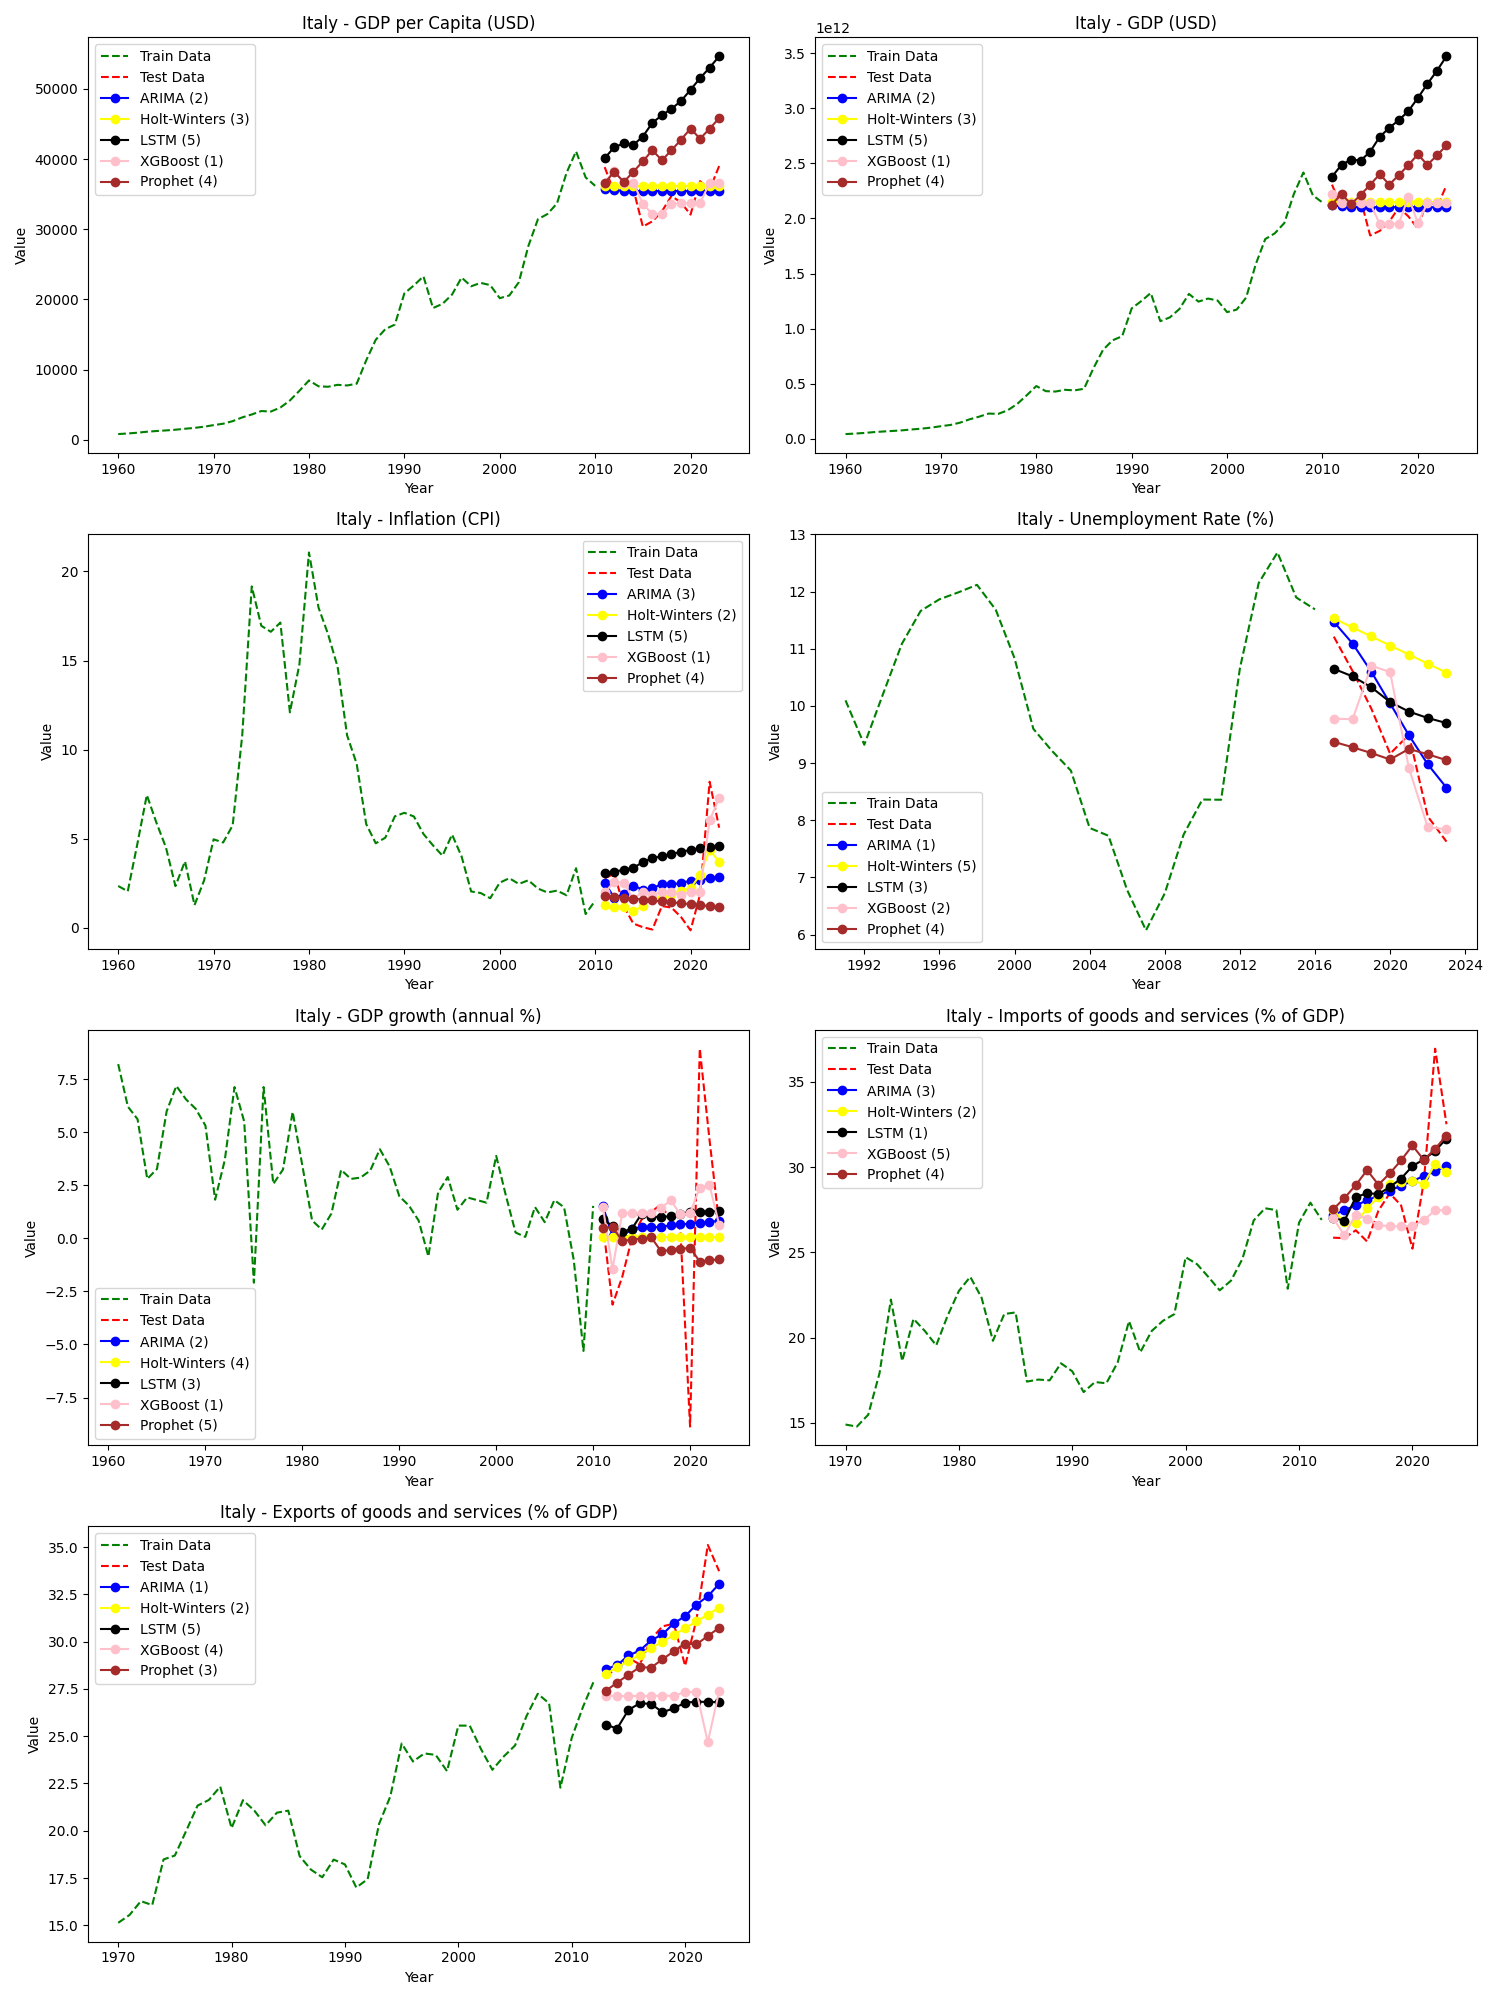 Italy - GDP per Capita (USD)
Train Data
Test Data
ARIMA (2)
Holt-Winters (3)
LSTM (5)
XGBoost (1)
Prophet (4)
Value
50000
40000
30000
20000
10000
0
1960 1970 1980 1990 2000 2010 2020
Year
Italy - GDP (USD)
1e12
Train Data
Test Data
ARIMA (2)
Holt-Winters (3)
LSTM (5)
XGBoost (1)
Prophet (4)
Value
3.5
3.0
2.5
2.0
1.5
1.0
0.5
0.0
1960 1970 1980 1990 2000 2010 2020
Year
Italy - Inflation (CPI)
Train Data
Test Data
ARIMA (3)
Holt-Winters (2)
LSTM (5)
XGBoost (1)
Prophet (4)
Value
20
15
10
5
0
1960 1970 1980 1990 2000 2010 2020
Year
Italy - Unemployment Rate (%)
Value
13
12
11
10
9
8
7
6
Train Data
Test Data
ARIMA (1)
Holt-Winters (5)
LSTM (3)
XGBoost (2)
Prophet (4)
1992 1996 2000 2004 2008 2012 2016 2020 2024
Year
Italy - GDP growth (annual %)
Value
7.5
5.0
2.5
0.0
−2.5
−5.0
−7.5
Train Data
Test Data
ARIMA (2)
Holt-Winters (4)
LSTM (3)
XGBoost (1)
Prophet (5)
1960 1970 1980 1990 2000 2010 2020
Year
Italy - Imports of goods and services (% of GDP)
Train Data
Test Data
ARIMA (3)
Holt-Winters (2)
LSTM (1)
XGBoost (5)
Prophet (4)
Value
35
30
25
20
15
1970 1980 1990 2000 2010 2020
Year
Italy - Exports of goods and services (% of GDP)
Train Data
Test Data
ARIMA (1)
Holt-Winters (2)
LSTM (5)
XGBoost (4)
Prophet (3)
Value
35.0
32.5
30.0
27.5
25.0
22.5
20.0
17.5
15.0
1970 1980 1990 2000 2010 2020
Year